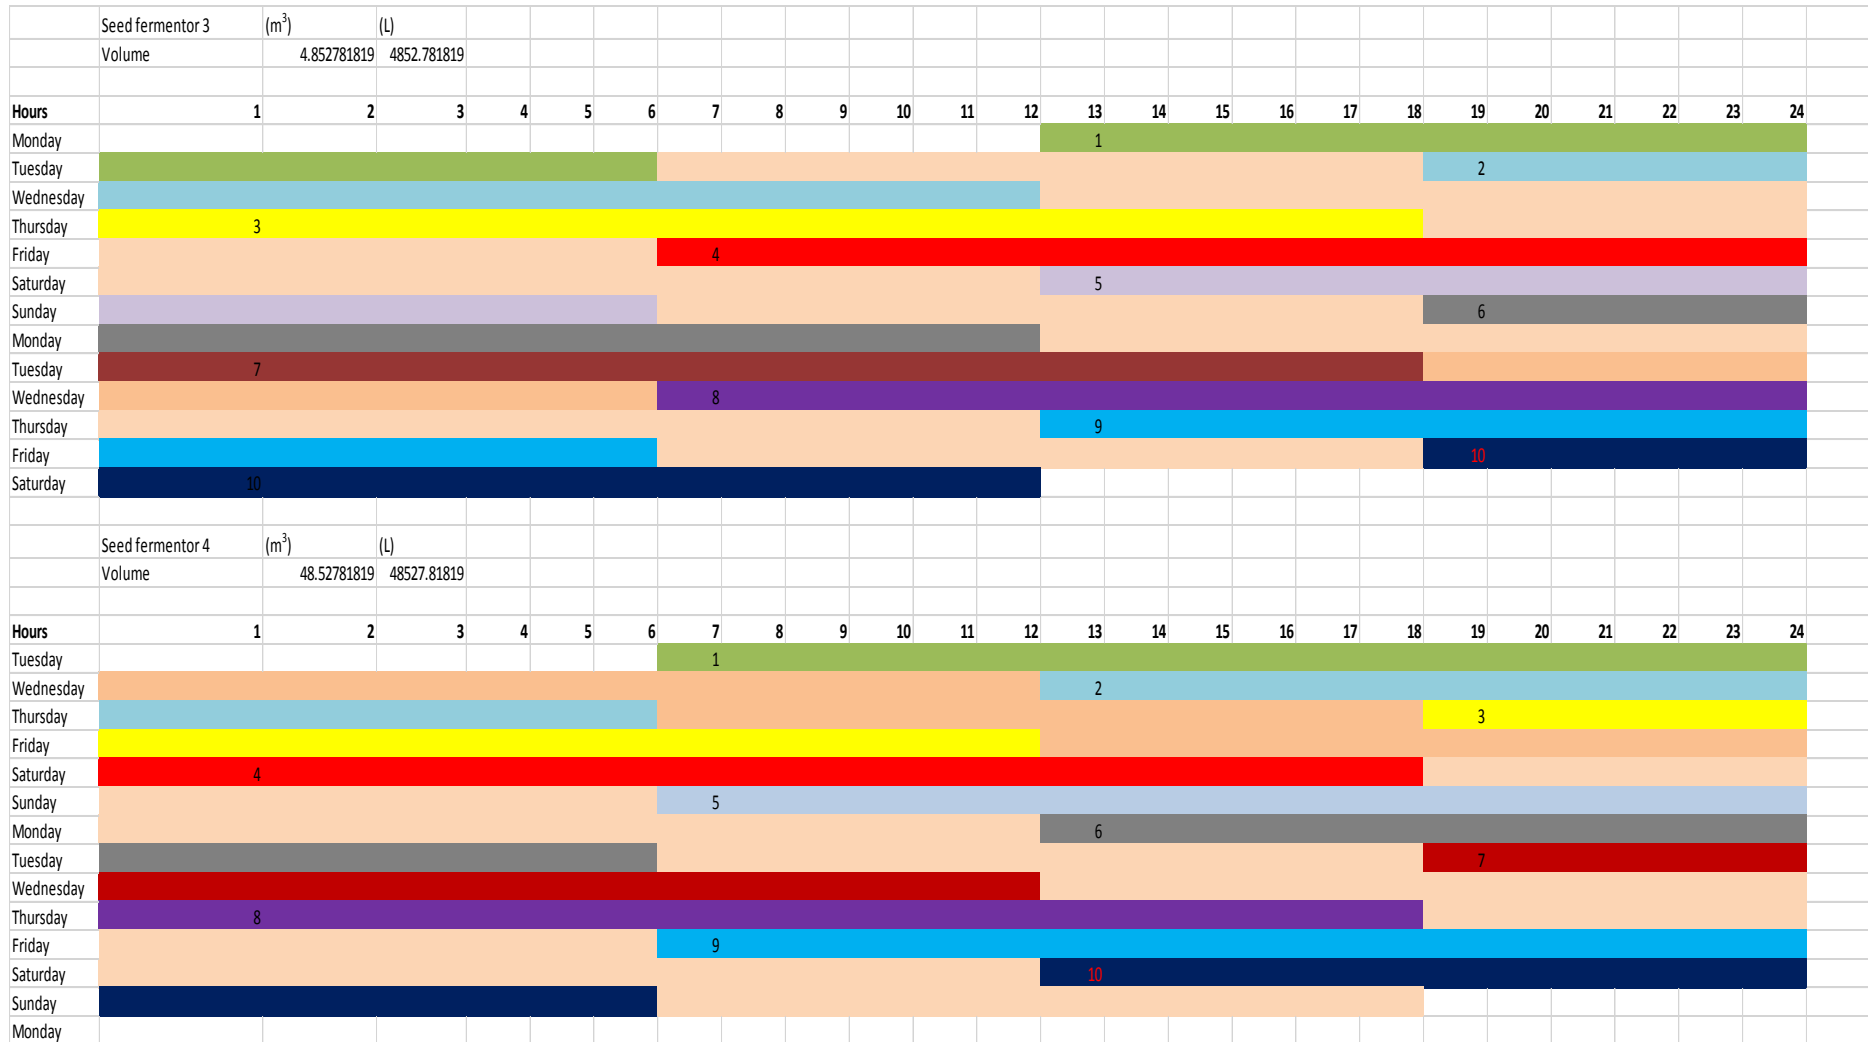 Seed fermentor 3 (m³) (L)
Volume 4.852781819 4852.781819
Hours 1 2 3 4 5 6 7 8 9 10 11 12 13 14 15 16 17 18 19 20 21 22 23 24
Monday 1
Tuesday 2
Wednesday
Thursday 3
Friday 4
Saturday 5
Sunday 6
Monday
Tuesday 7
Wednesday 8
Thursday 9
Friday 10
Saturday 10
Seed fermentor 4 (m³) (L)
Volume 48.52781819 48527.81819
Hours 1 2 3 4 5 6 7 8 9 10 11 12 13 14 15 16 17 18 19 20 21 22 23 24
Tuesday 1
Wednesday 2
Thursday 3
Friday
Saturday 4
Sunday 5
Monday 6
Tuesday 7
Wednesday
Thursday 8
Friday 9
Saturday 10
Sunday
Monday